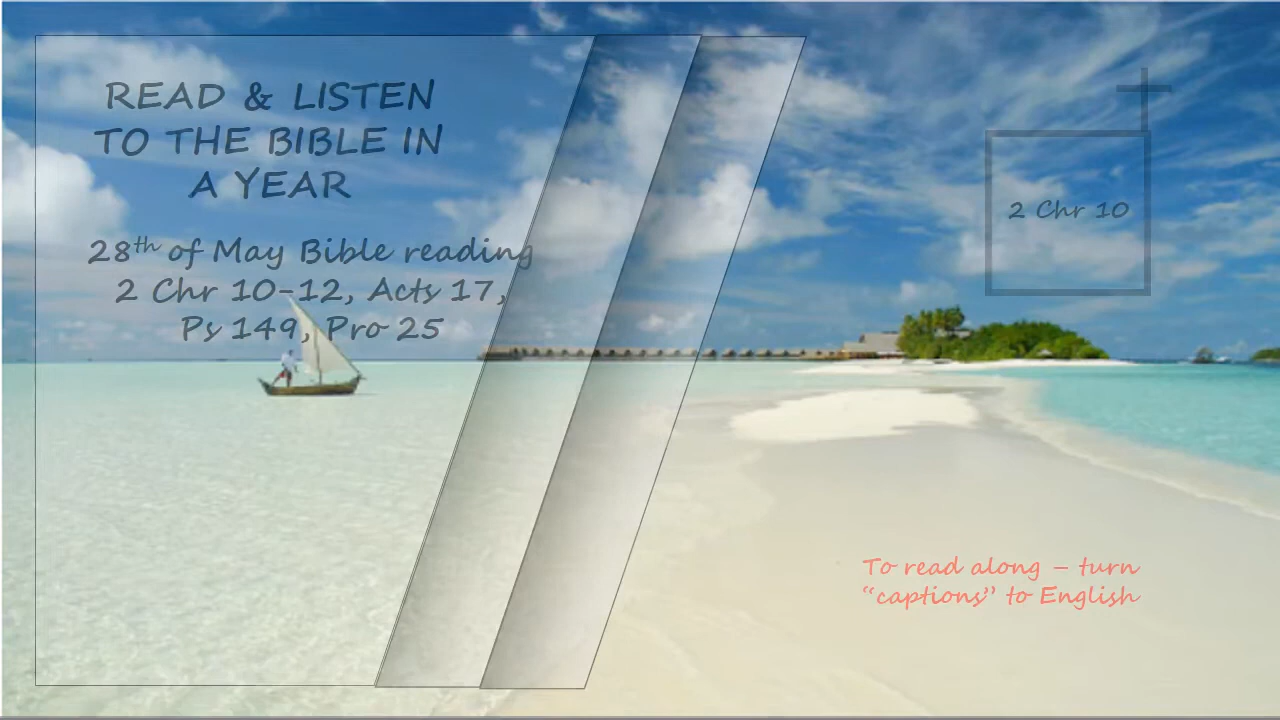 READ & LISTEN
TO THE BIBLE IN
A YEAR
28th of May Bible reading
2 Chr 10-12, Acts 17,
Ps 149, Pro 25
2 Chr 10
To read along – turn
“captions” to English